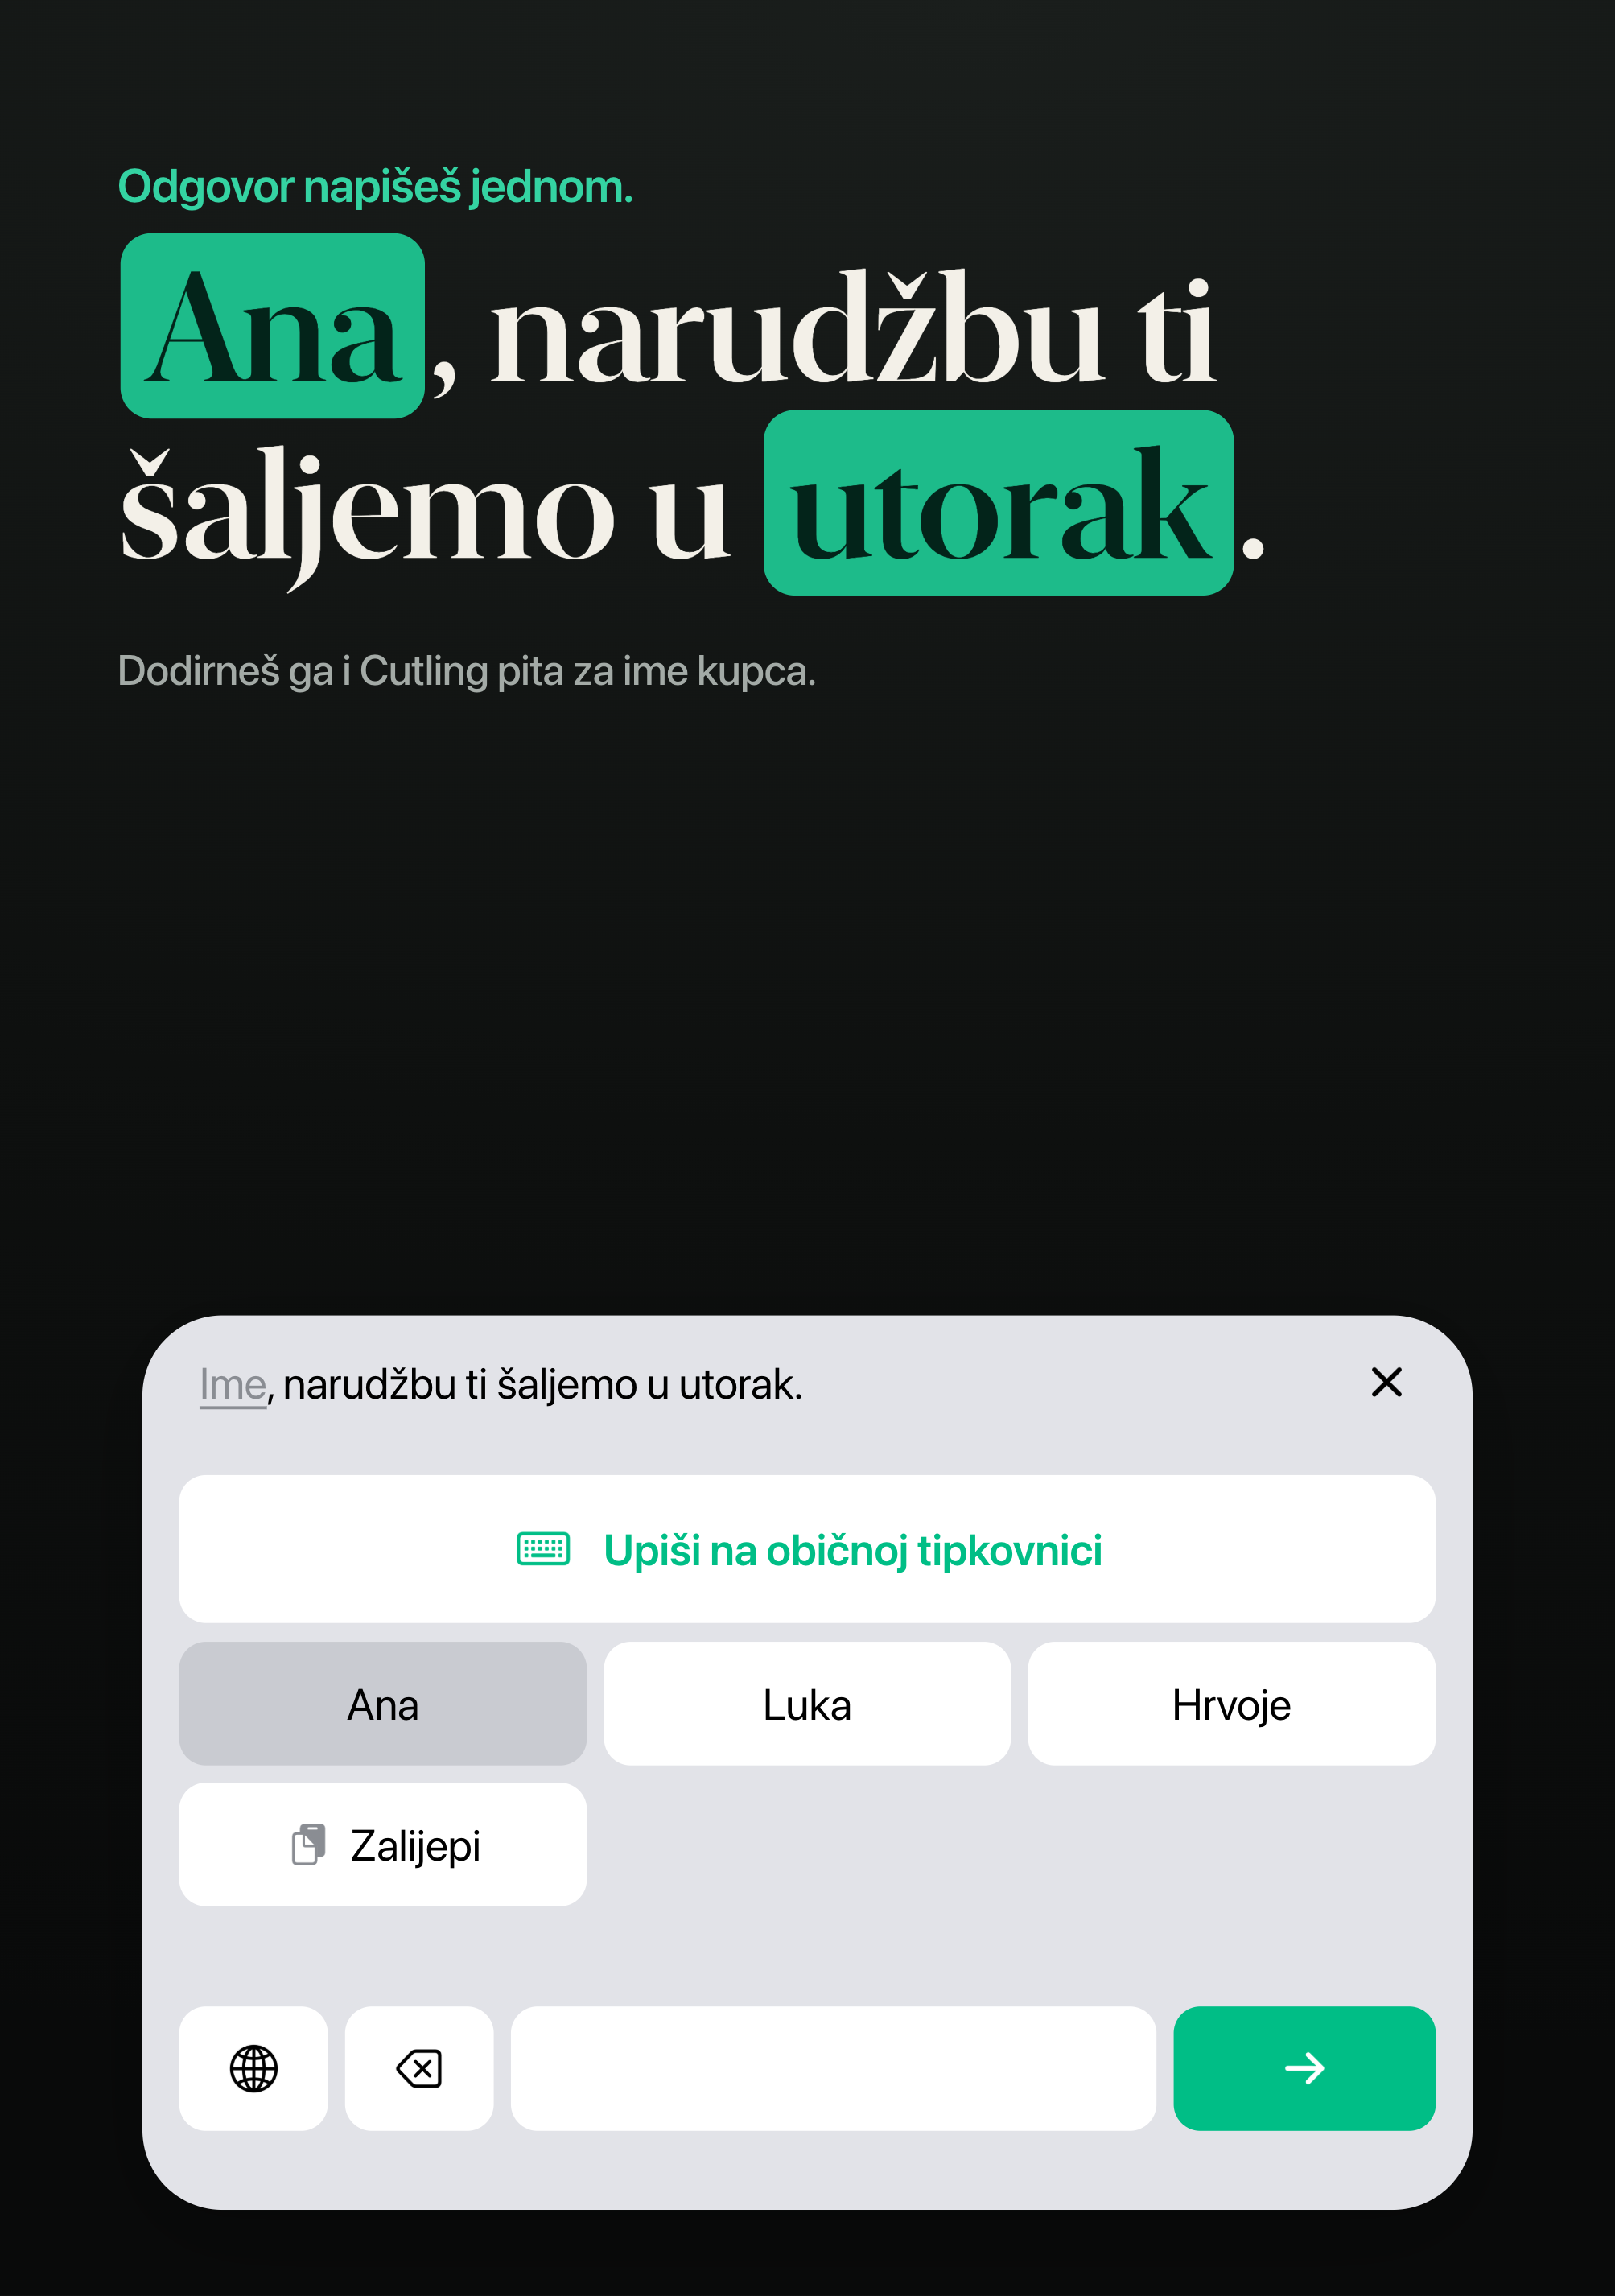 Odgovor napišeš jednom.
Ana, narudžbu ti
šaljemo u utorak.
Dodirneš ga i Cutling pita za ime kupca.
Ime, narudžbu ti šaljemo u utorak.
Upiši na običnoj tipkovnici
Ana
Luka
Hrvoje
Zalijepi